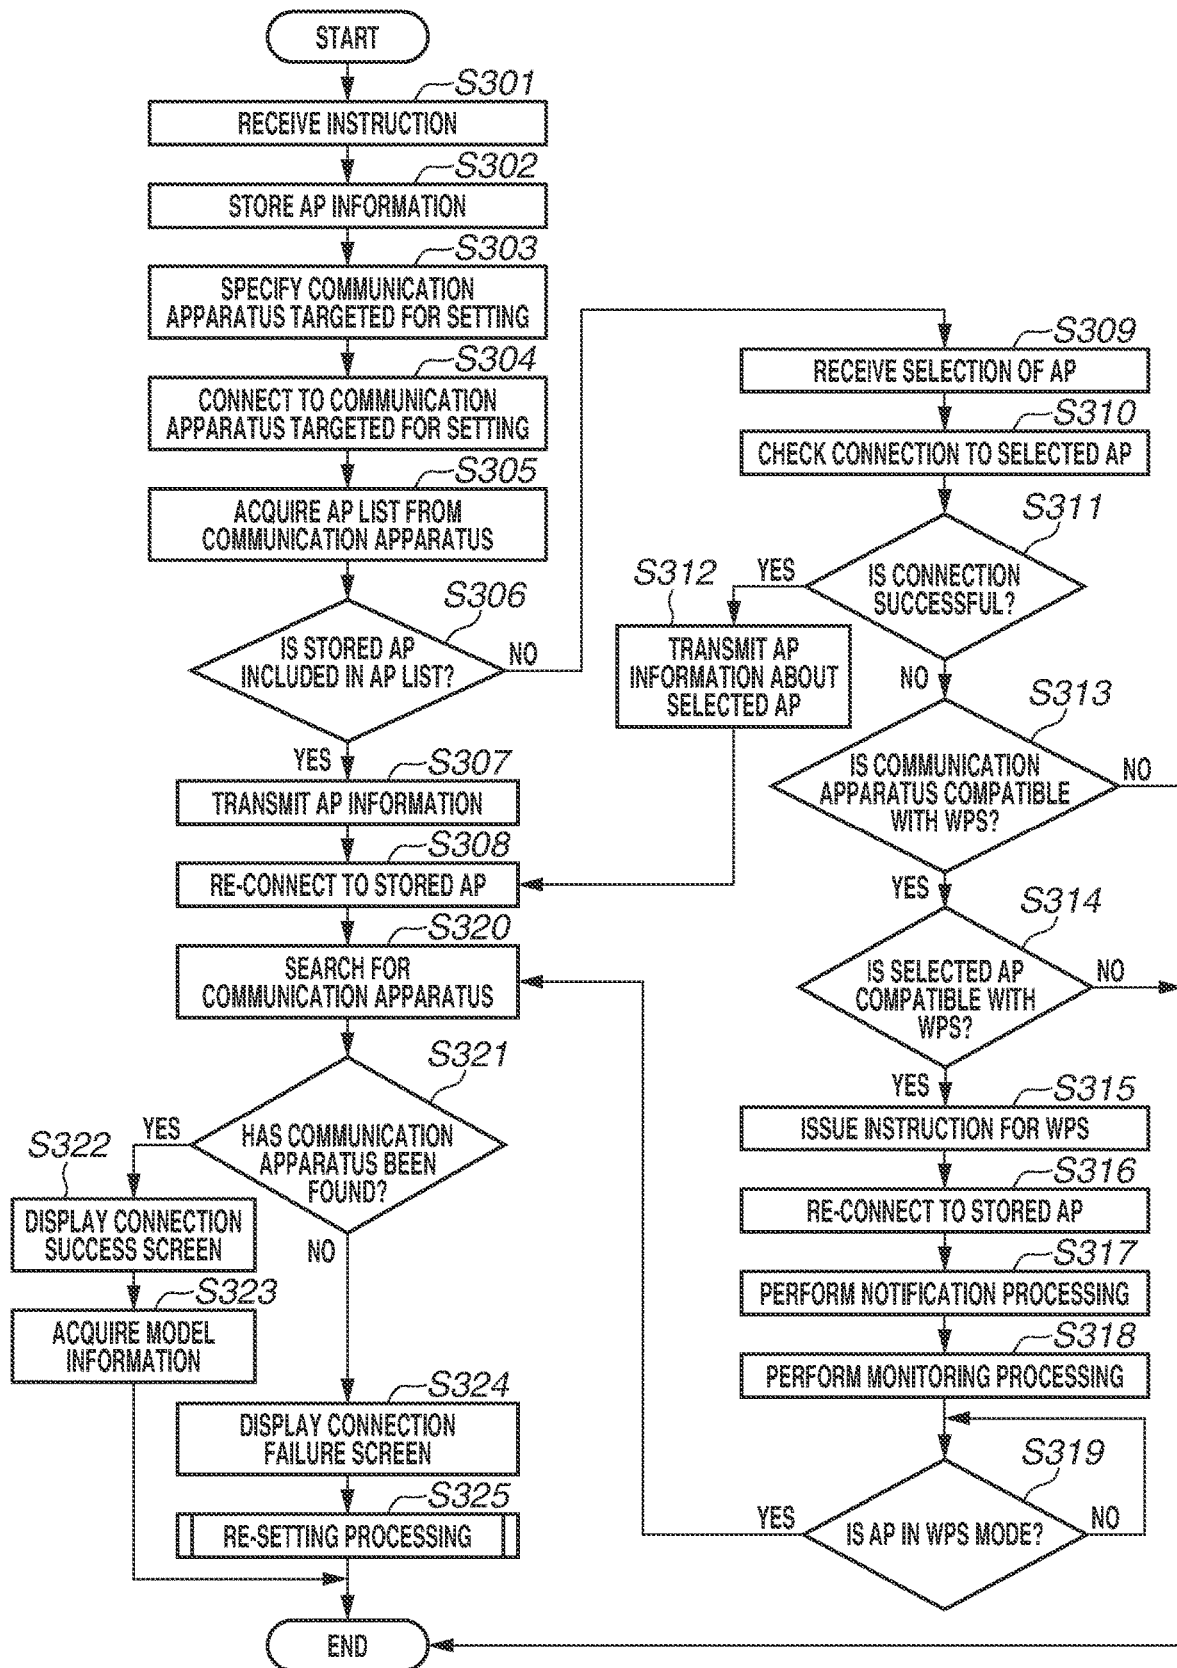 START
S301
RECEIVE INSTRUCTION
S302
STORE AP INFORMATION
S303
SPECIFY COMMUNICATION
APPARATUS TARGETED FOR SETTING
S304
CONNECT TO COMMUNICATION
APPARATUS TARGETED FOR SETTING
S305
ACQUIRE AP LIST FROM
COMMUNICATION APPARATUS
S306
IS STORED AP
INCLUDED IN AP LIST?
NO
YES
S307
TRANSMIT AP INFORMATION
S308
RE-CONNECT TO STORED AP
S320
SEARCH FOR
COMMUNICATION APPARATUS
S321
HAS COMMUNICATION
APPARATUS BEEN
FOUND?
YES
NO
S322
DISPLAY CONNECTION
SUCCESS SCREEN
S323
ACQUIRE MODEL
INFORMATION
S324
DISPLAY CONNECTION
FAILURE SCREEN
S325
RE-SETTING PROCESSING
END
S309
RECEIVE SELECTION OF AP
S310
CHECK CONNECTION TO SELECTED AP
S311
IS CONNECTION
SUCCESSFUL?
YES
NO
S312
TRANSMIT AP
INFORMATION ABOUT
SELECTED AP
S313
IS COMMUNICATION
APPARATUS COMPATIBLE
WITH WPS?
NO
YES
S314
IS SELECTED AP
COMPATIBLE WITH
WPS?
NO
YES
S315
ISSUE INSTRUCTION FOR WPS
S316
RE-CONNECT TO STORED AP
S317
PERFORM NOTIFICATION PROCESSING
S318
PERFORM MONITORING PROCESSING
S319
IS AP IN WPS MODE?
YES
NO